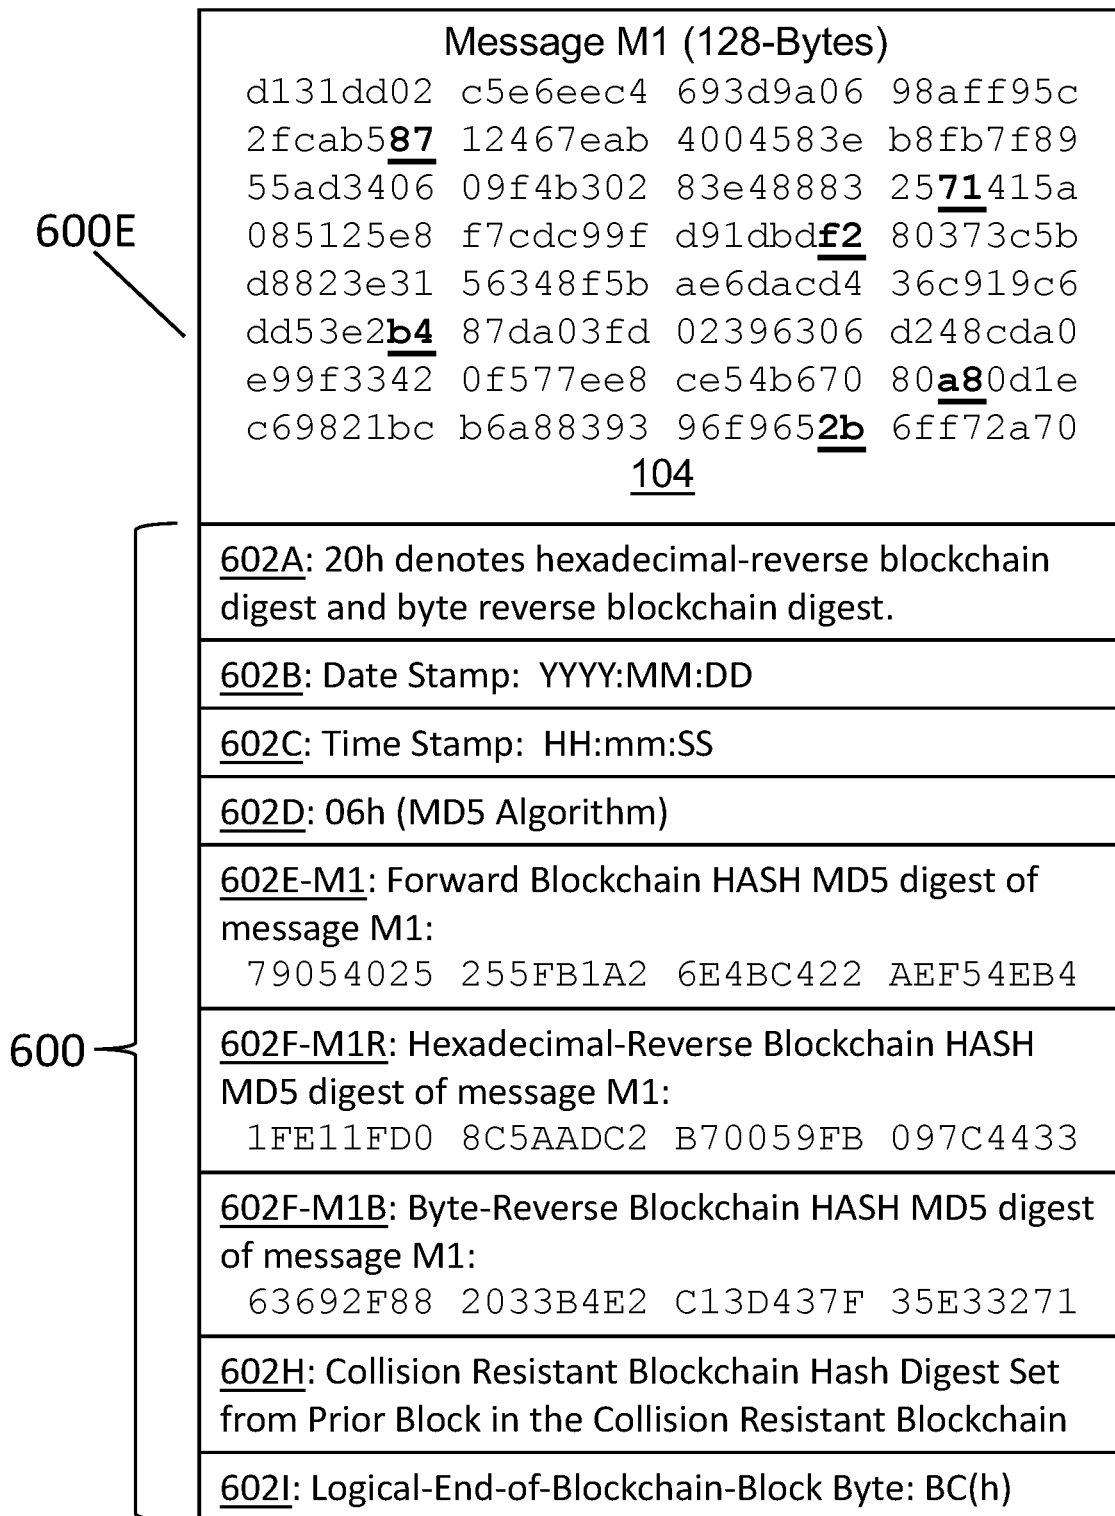 Message M1 (128-Bytes)
d131dd02 c5e6eec4 693d9a06 98aff95c
2fcab587 12467eab 4004583e b8fb7f89
55ad3406 09f4b302 83e48883 2571415a
085125e8 f7cdc99f d91dbdf2 80373c5b
d8823e31 56348f5b ae6dacd4 36c919c6
dd53e2b4 87da03fd 02396306 d248cda0
e99f3342 0f577ee8 ce54b670 80a80d1e
c69821bc b6a88393 96f9652b 6ff72a70
104
600E
602A: 20h denotes hexadecimal-reverse blockchain
digest and byte reverse blockchain digest.
602B: Date Stamp: YYYY:MM:DD
602C: Time Stamp: HH:mm:SS
602D: 06h (MD5 Algorithm)
602E-M1: Forward Blockchain HASH MD5 digest of
message M1:
79054025 255FB1A2 6E4BC422 AEF54EB4
600
602F-M1R: Hexadecimal-Reverse Blockchain HASH
MD5 digest of message M1:
1FE11FD0 8C5AADC2 B70059FB 097C4433
602F-M1B: Byte-Reverse Blockchain HASH MD5 digest
of message M1:
63692F88 2033B4E2 C13D437F 35E33271
602H: Collision Resistant Blockchain Hash Digest Set
from Prior Block in the Collision Resistant Blockchain
602I: Logical-End-of-Blockchain-Block Byte: BC(h)